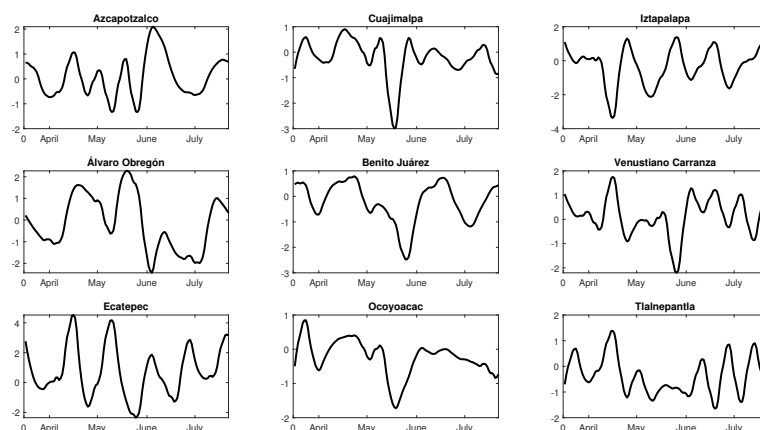 Azcapotzalco
2
1
0
-1
-2
0 April May June July
Cuajimalpa
1
0
-1
-2
-3
0 April May June July
Iztapalapa
2
0
-2
-4
0 April May June July
Álvaro Obregón
2
1
0
-1
-2
0 April May June July
Benito Juárez
1
0
-1
-2
-3
0 April May June July
Venustiano Carranza
2
1
0
-1
-2
0 April May June July
Ecatepec
4
2
0
-2
0 April May June July
Ocoyoacac
1
0
-1
-2
0 April May June July
Tlalnepantla
2
1
0
-1
-2
0 April May June July